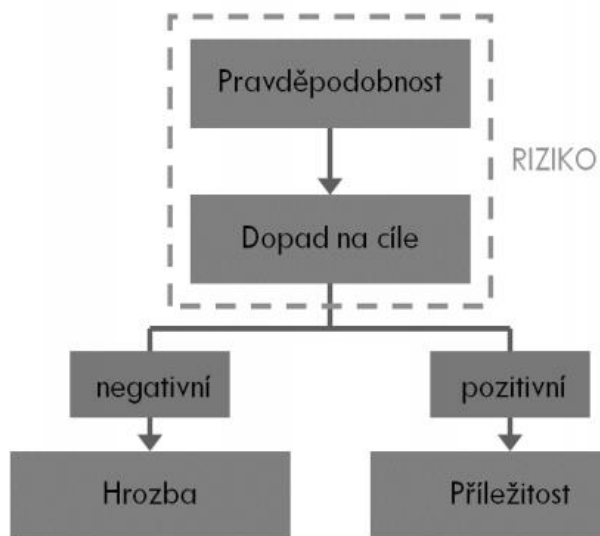 Pravděpodobnost
RIZIKO
Dopad na cíle
negativní
pozitivní
Hrozba
Příležitost